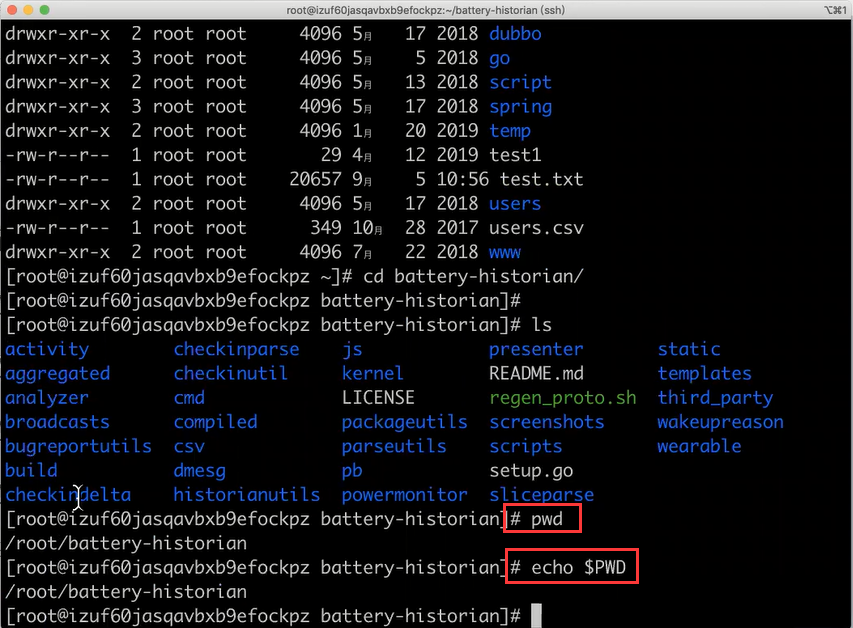 root@izuf60jasqavbxb9efockpz:~/battery-historian (ssh) ⌥⌘1
drwxr-xr-x  2 root root     4096 5月   17 2018 dubbo
drwxr-xr-x  3 root root     4096 5月    5 2018 go
drwxr-xr-x  2 root root     4096 5月   13 2018 script
drwxr-xr-x  3 root root     4096 5月   17 2018 spring
drwxr-xr-x  2 root root     4096 1月   20 2019 temp
-rw-r--r--  1 root root       29 4月   12 2019 test1
-rw-r--r--  1 root root    20657 9月    5 10:56 test.txt
drwxr-xr-x  2 root root     4096 5月   17 2018 users
-rw-r--r--  1 root root      349 10月  28 2017 users.csv
drwxr-xr-x  2 root root     4096 7月   22 2018 www
[root@izuf60jasqavbxb9efockpz ~]# cd battery-historian/
[root@izuf60jasqavbxb9efockpz battery-historian]#
[root@izuf60jasqavbxb9efockpz battery-historian]# ls
activity        checkinparse    js            presenter      static
aggregated      checkinutil     kernel        README.md      templates
analyzer        cmd             LICENSE       regen_proto.sh third_party
broadcasts      compiled        packageutils  screenshots    wakeupreason
bugreportutils  csv             parseutils    scripts        wearable
build           dmesg           pb            setup.go
checkindelta    historianutils  powermonitor  sliceparse
[root@izuf60jasqavbxb9efockpz battery-historian]# pwd
/root/battery-historian
[root@izuf60jasqavbxb9efockpz battery-historian]# echo $PWD
/root/battery-historian
[root@izuf60jasqavbxb9efockpz battery-historian]#